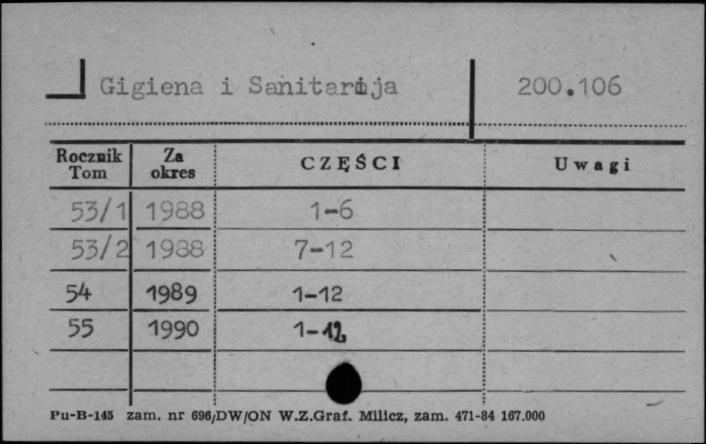 Gigiena i Sanitarija 200.106
Rocznik Tom Za okres CZĘŚCI Uwagi
53/1 1988 1-6
53/2 1988 7-12
54 1989 1-12
55 1990 1-12
Pu-B-145 zam. nr 696/DW/ON W.Z.Graf. Milicz, zam. 471-84 167.000